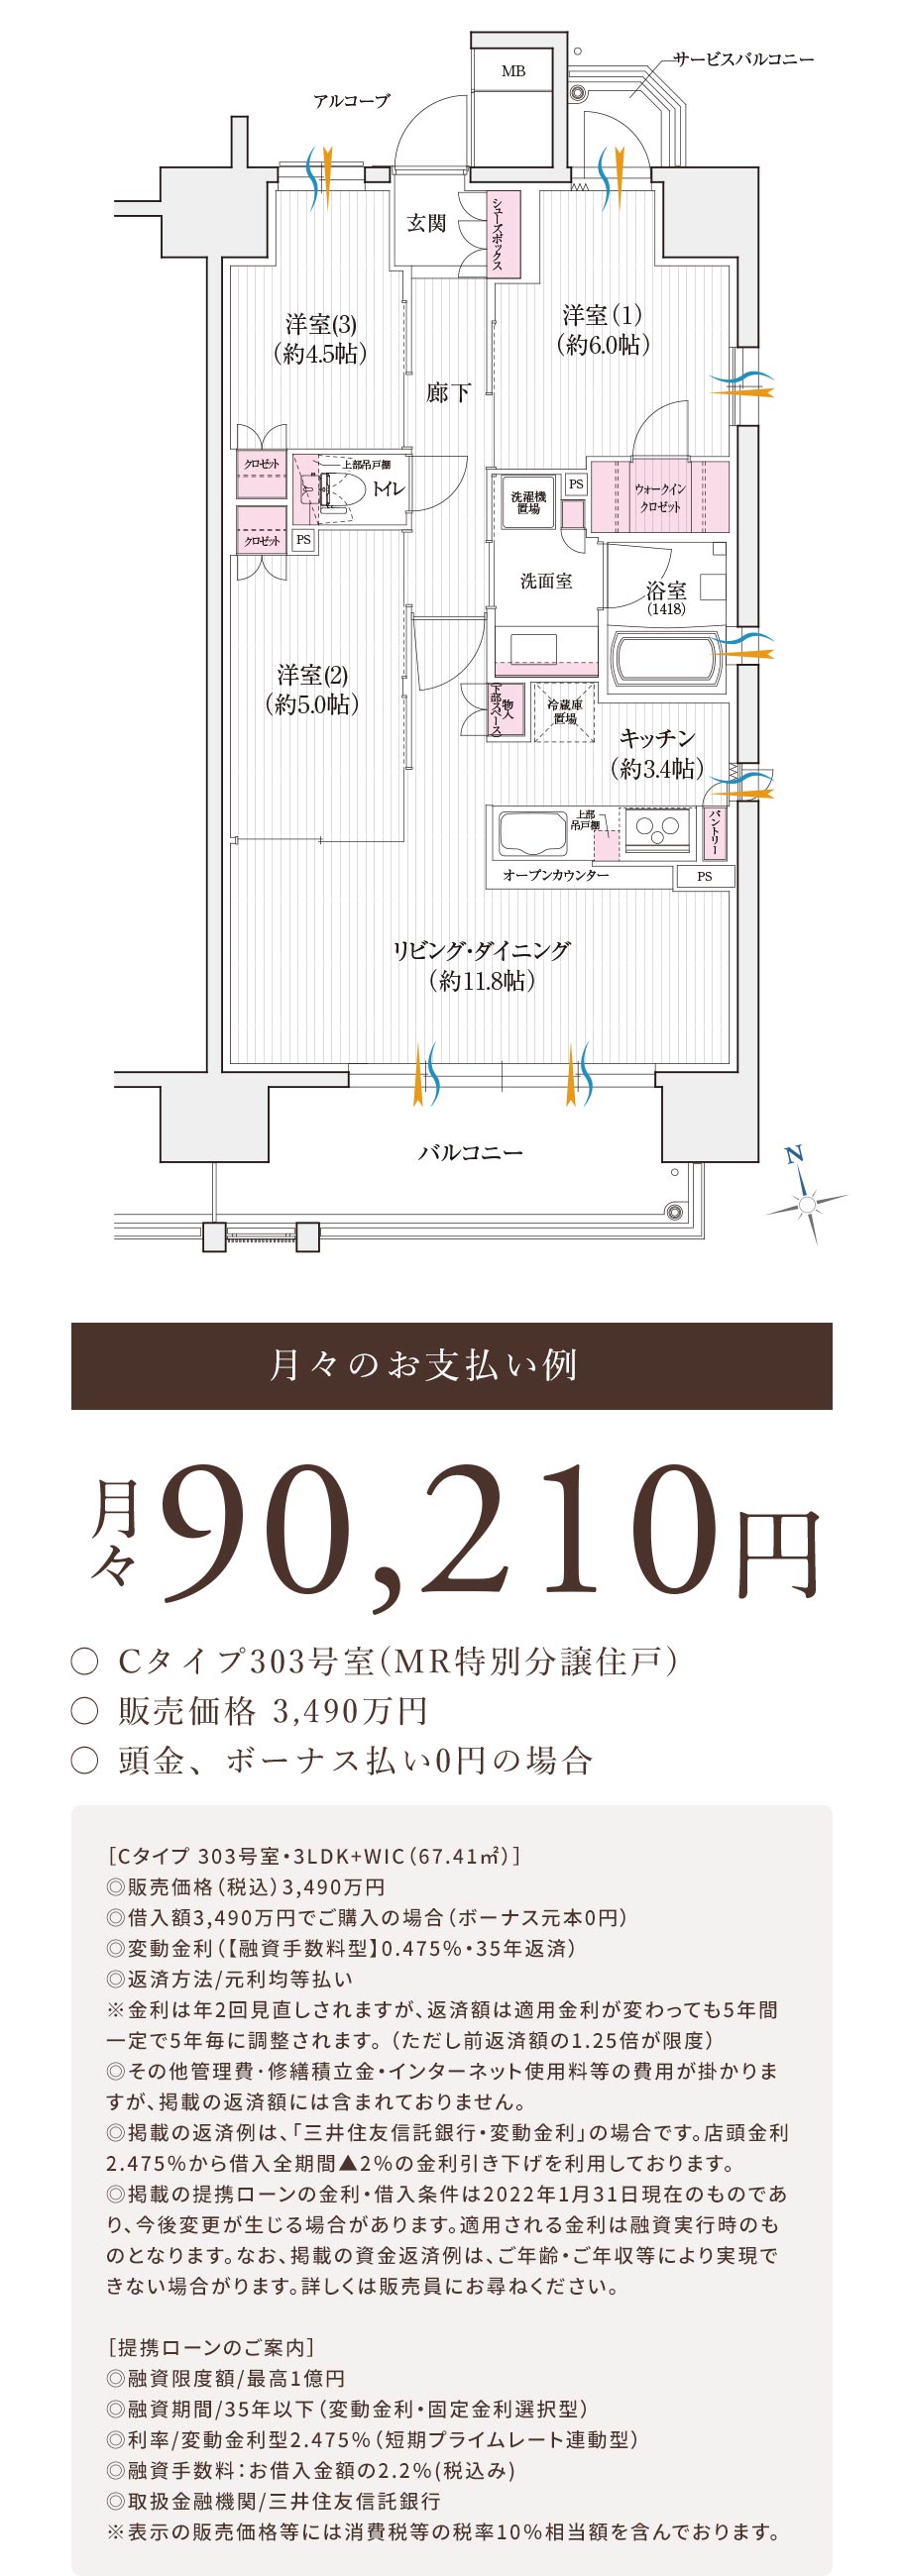 MB
サービスバルコニー
アルコーブ
玄関
シューズボックス
洋室(3)
(約4.5帖)
洋室(1)
(約6.0帖)
廊下
クロゼット
上部吊戸棚
トイレ
クロゼット
PS
洗濯機
置場
PS
ウォークイン
クロゼット
洗面室
浴室
(1418)
洋室(2)
(約5.0帖)
物入
(下部スペース)
冷蔵庫
置場
キッチン
(約3.4帖)
上部
吊戸棚
パントリー
オープンカウンター
PS
リビング・ダイニング
(約11.8帖)
バルコニー
N
月々のお支払い例
月々90,210円
○ Cタイプ303号室(MR特別分譲住戸)
○ 販売価格 3,490万円
○ 頭金、ボーナス払い0円の場合
[Cタイプ 303号室・3LDK+WIC(67.41㎡)]
◎販売価格(税込)3,490万円
◎借入額3,490万円でご購入の場合(ボーナス元本0円)
◎変動金利(【融資手数料型】0.475%・35年返済)
◎返済方法/元利均等払い
※金利は年2回見直しされますが、返済額は適用金利が変わっても5年間
一定で5年毎に調整されます。(ただし前返済額の1.25倍が限度)
◎その他管理費・修繕積立金・インターネット使用料等の費用が掛かりま
すが、掲載の返済額には含まれておりません。
◎掲載の返済例は、「三井住友信託銀行・変動金利」の場合です。店頭金利
2.475%から借入全期間▲2%の金利引き下げを利用しております。
◎掲載の提携ローンの金利・借入条件は2022年1月31日現在のものであ
り、今後変更が生じる場合があります。適用される金利は融資実行時のも
のとなります。なお、掲載の資金返済例は、ご年齢・ご年収等により実現で
きない場合がります。詳しくは販売員にお尋ねください。
[提携ローンのご案内]
◎融資限度額/最高1億円
◎融資期間/35年以下(変動金利・固定金利選択型)
◎利率/変動金利型2.475%(短期プライムレート連動型)
◎融資手数料：お借入金額の2.2%(税込み)
◎取扱金融機関/三井住友信託銀行
※表示の販売価格等には消費税等の税率10%相当額を含んでおります。